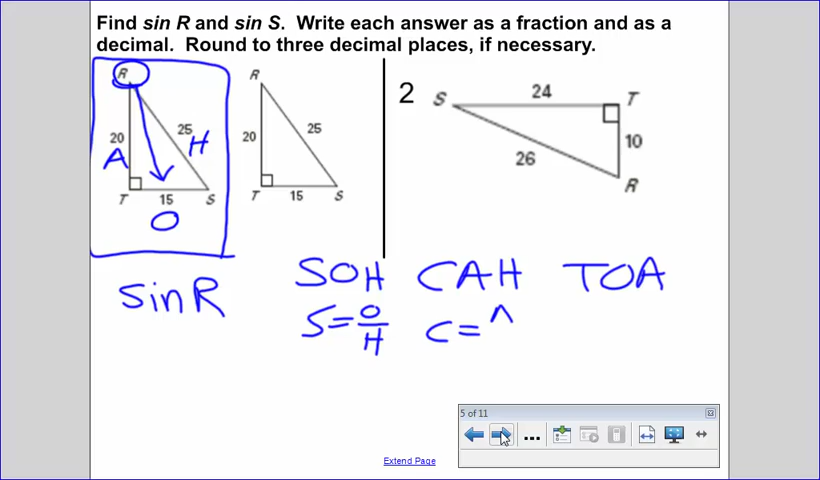 Find sin R and sin S. Write each answer as a fraction and as a
decimal. Round to three decimal places, if necessary.
R
20
A
25
H
T
15
S
O
R
20
25
T
15
S
2
S
24
T
10
26
R
sin R
SOH CAH TOA
S = O/H
C = A
5 of 11
...
Extend Page